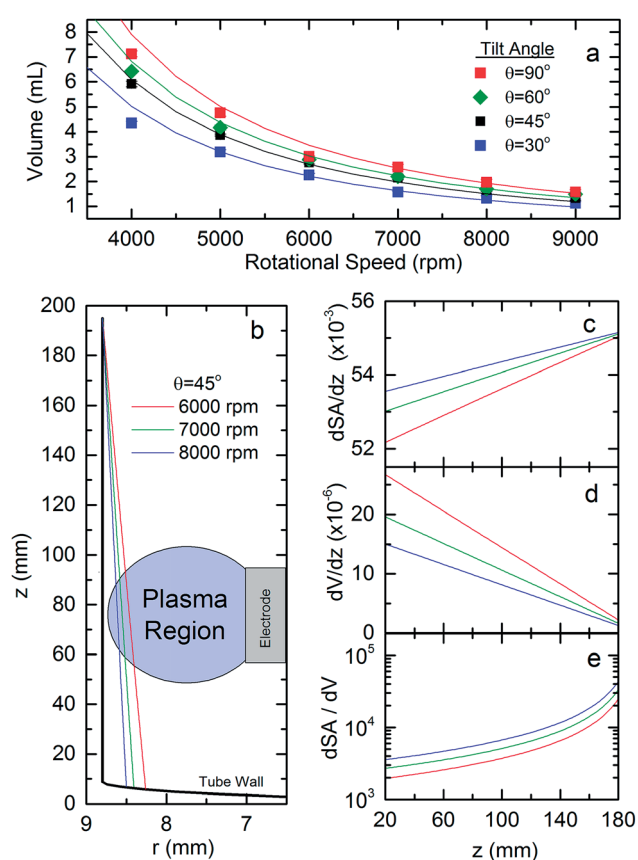 a
Tilt Angle
θ=90°
θ=60°
θ=45°
θ=30°
Volume (mL)
8
7
6
5
4
3
2
1
4000 5000 6000 7000 8000 9000
Rotational Speed (rpm)
b
θ=45°
6000 rpm
7000 rpm
8000 rpm
Plasma
Region
Electrode
Tube Wall
z (mm)
200
180
160
140
120
100
80
60
40
20
0
9 8 7
r (mm)
c
dSA/dz (x10⁻³)
56
54
52
d
dV/dz (x10⁻⁶)
20
10
0
e
dSA / dV
10⁵
10⁴
10³
20 60 100 140 180
z (mm)